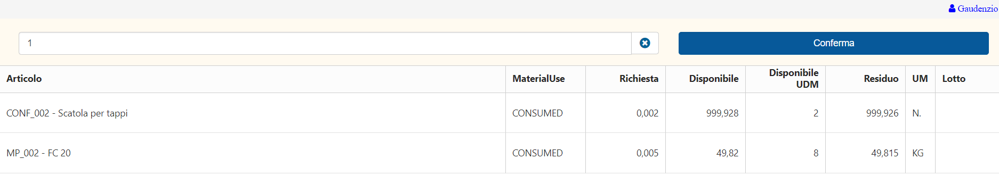 Gaudenzio
1
Conferma
Articolo MaterialUse Richiesta Disponibile Disponibile UDM Residuo UM Lotto
CONF_002 - Scatola per tappi CONSUMED 0,002 999,928 2 999,926 N.
MP_002 - FC 20 CONSUMED 0,005 49,82 8 49,815 KG